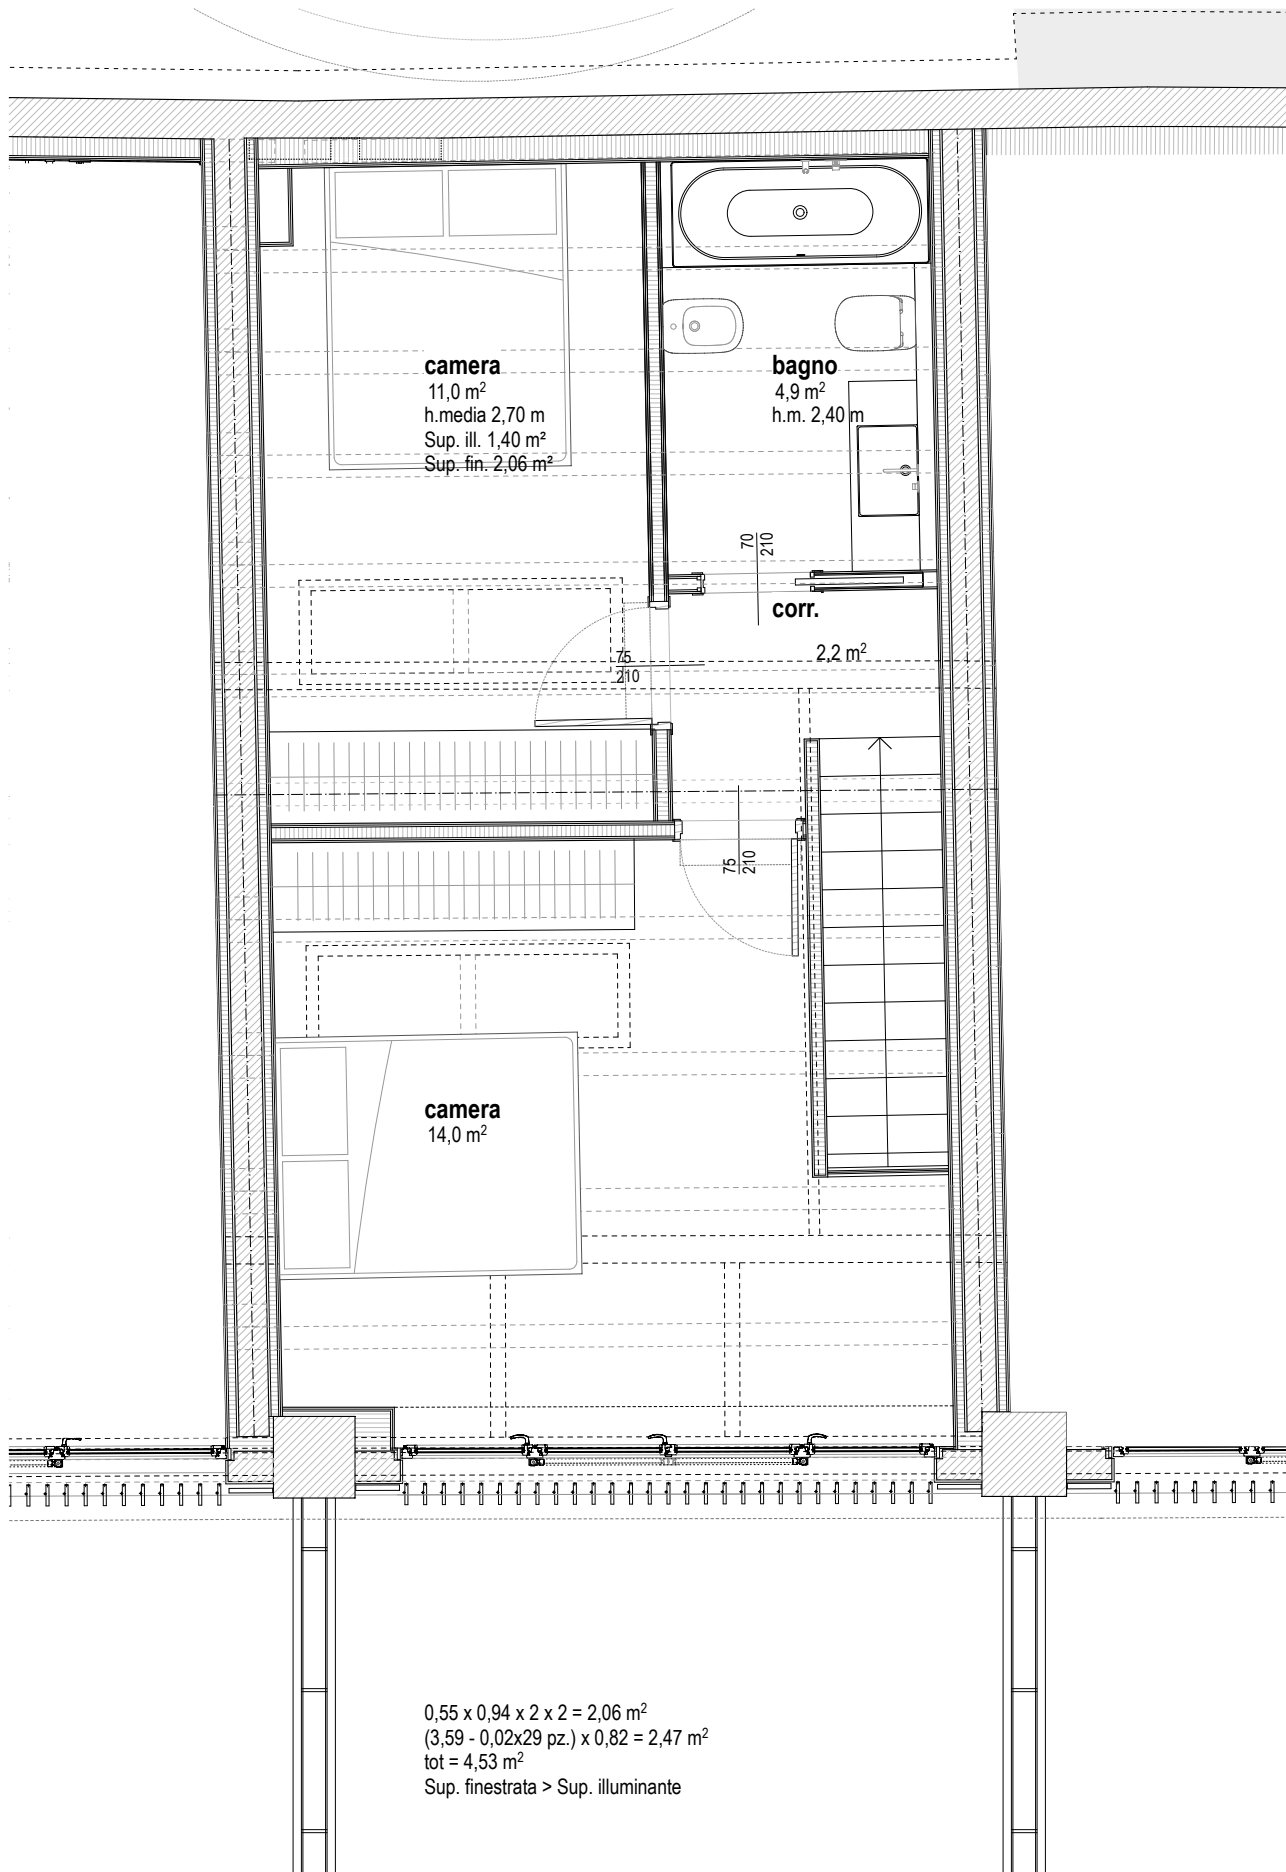 camera
11,0 m²
h.media 2,70 m
Sup. ill. 1,40 m²
Sup. fin. 2,06 m²
bagno
4,9 m²
h.m. 2,40 m
70
210
corr.
2,2 m²
75
210
75
210
camera
14,0 m²
0,55 x 0,94 x 2 x 2 = 2,06 m²
(3,59 - 0,02x29 pz.) x 0,82 = 2,47 m²
tot = 4,53 m²
Sup. finestrata > Sup. illuminante